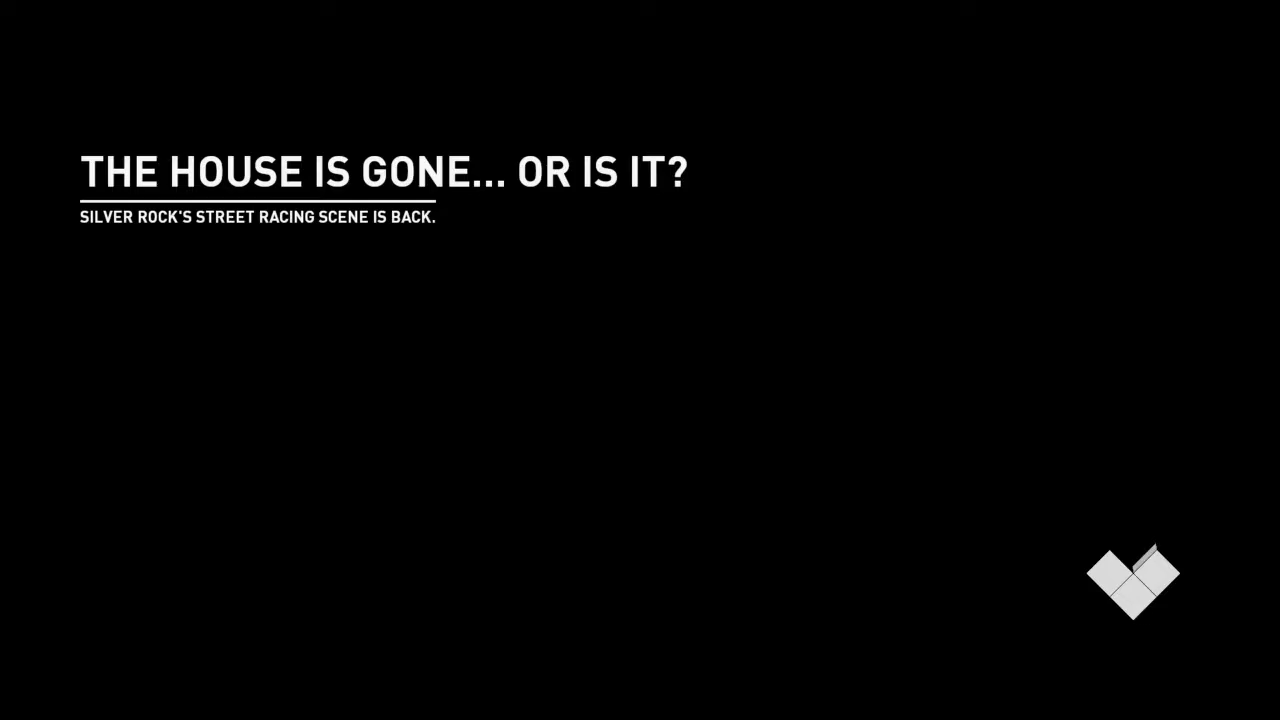 THE HOUSE IS GONE... OR IS IT?
SILVER ROCK'S STREET RACING SCENE IS BACK.